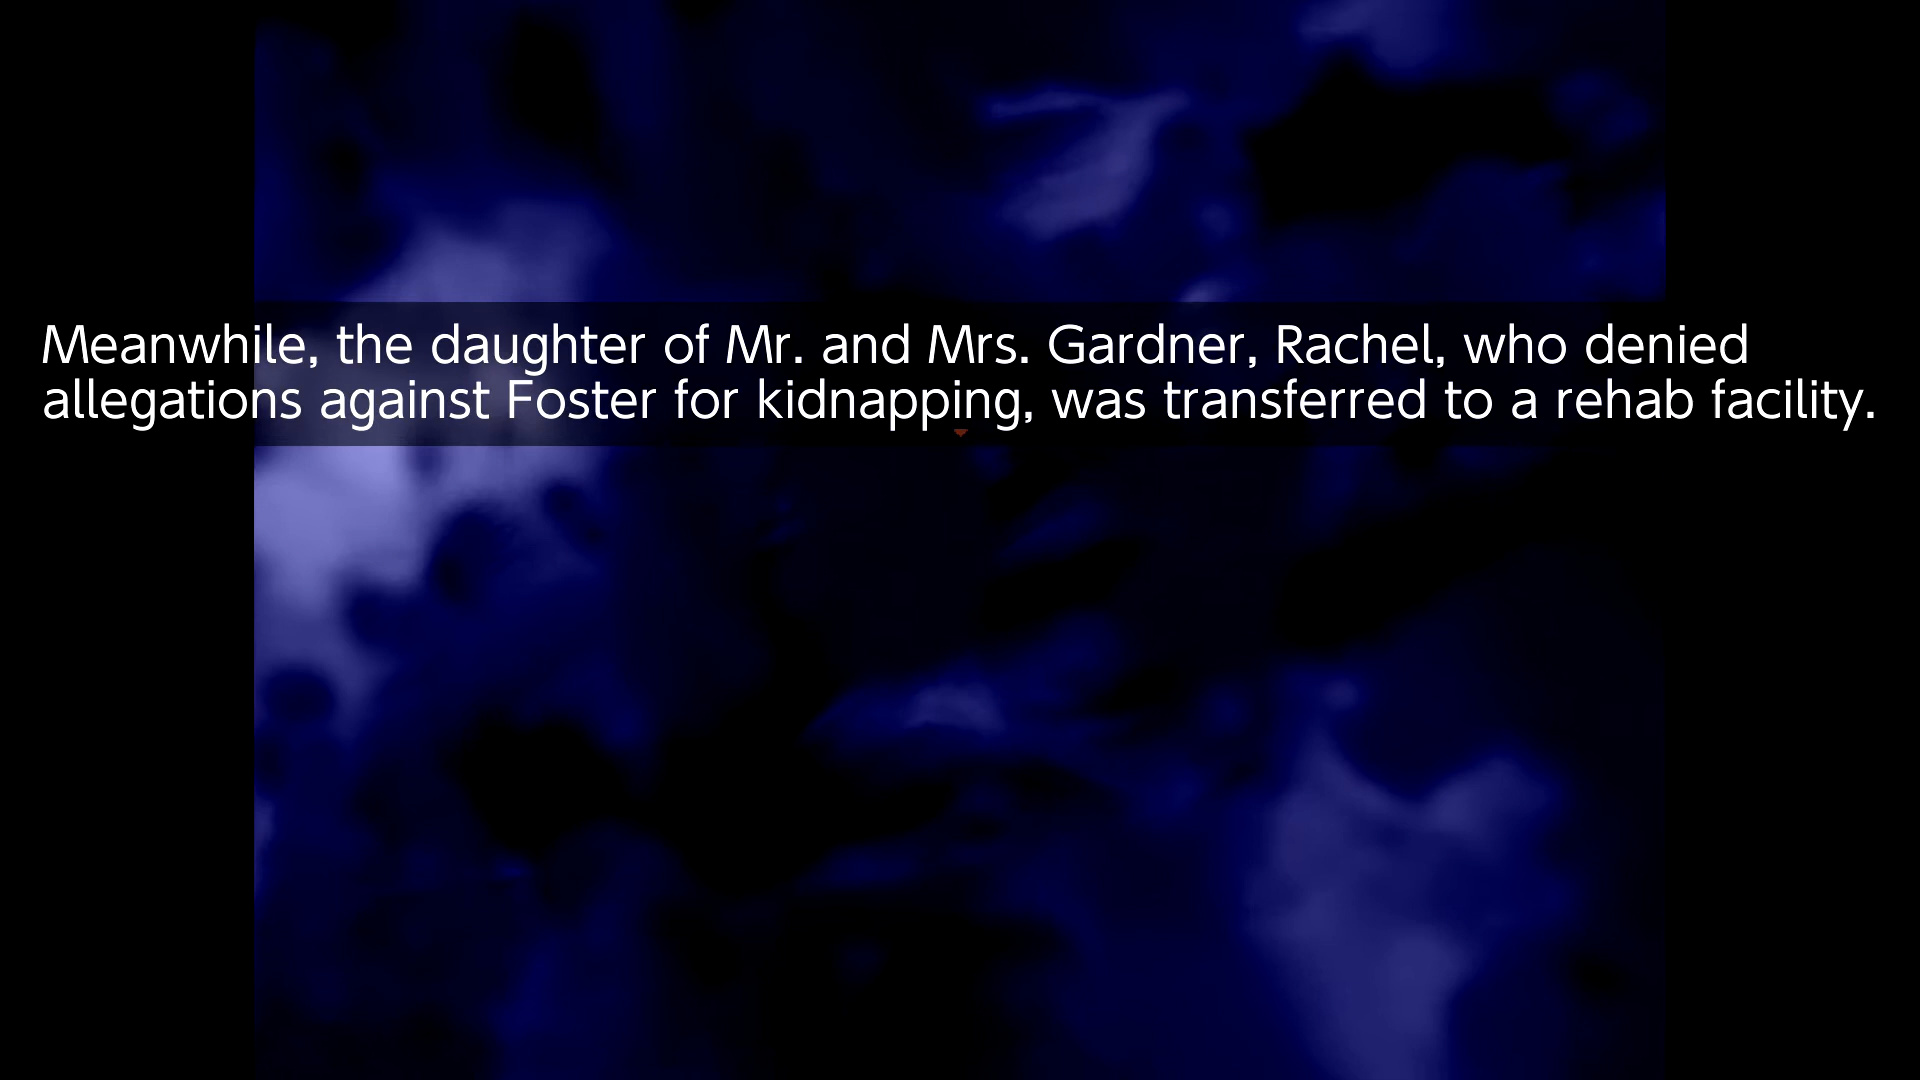 Meanwhile, the daughter of Mr. and Mrs. Gardner, Rachel, who denied
allegations against Foster for kidnapping, was transferred to a rehab facility.